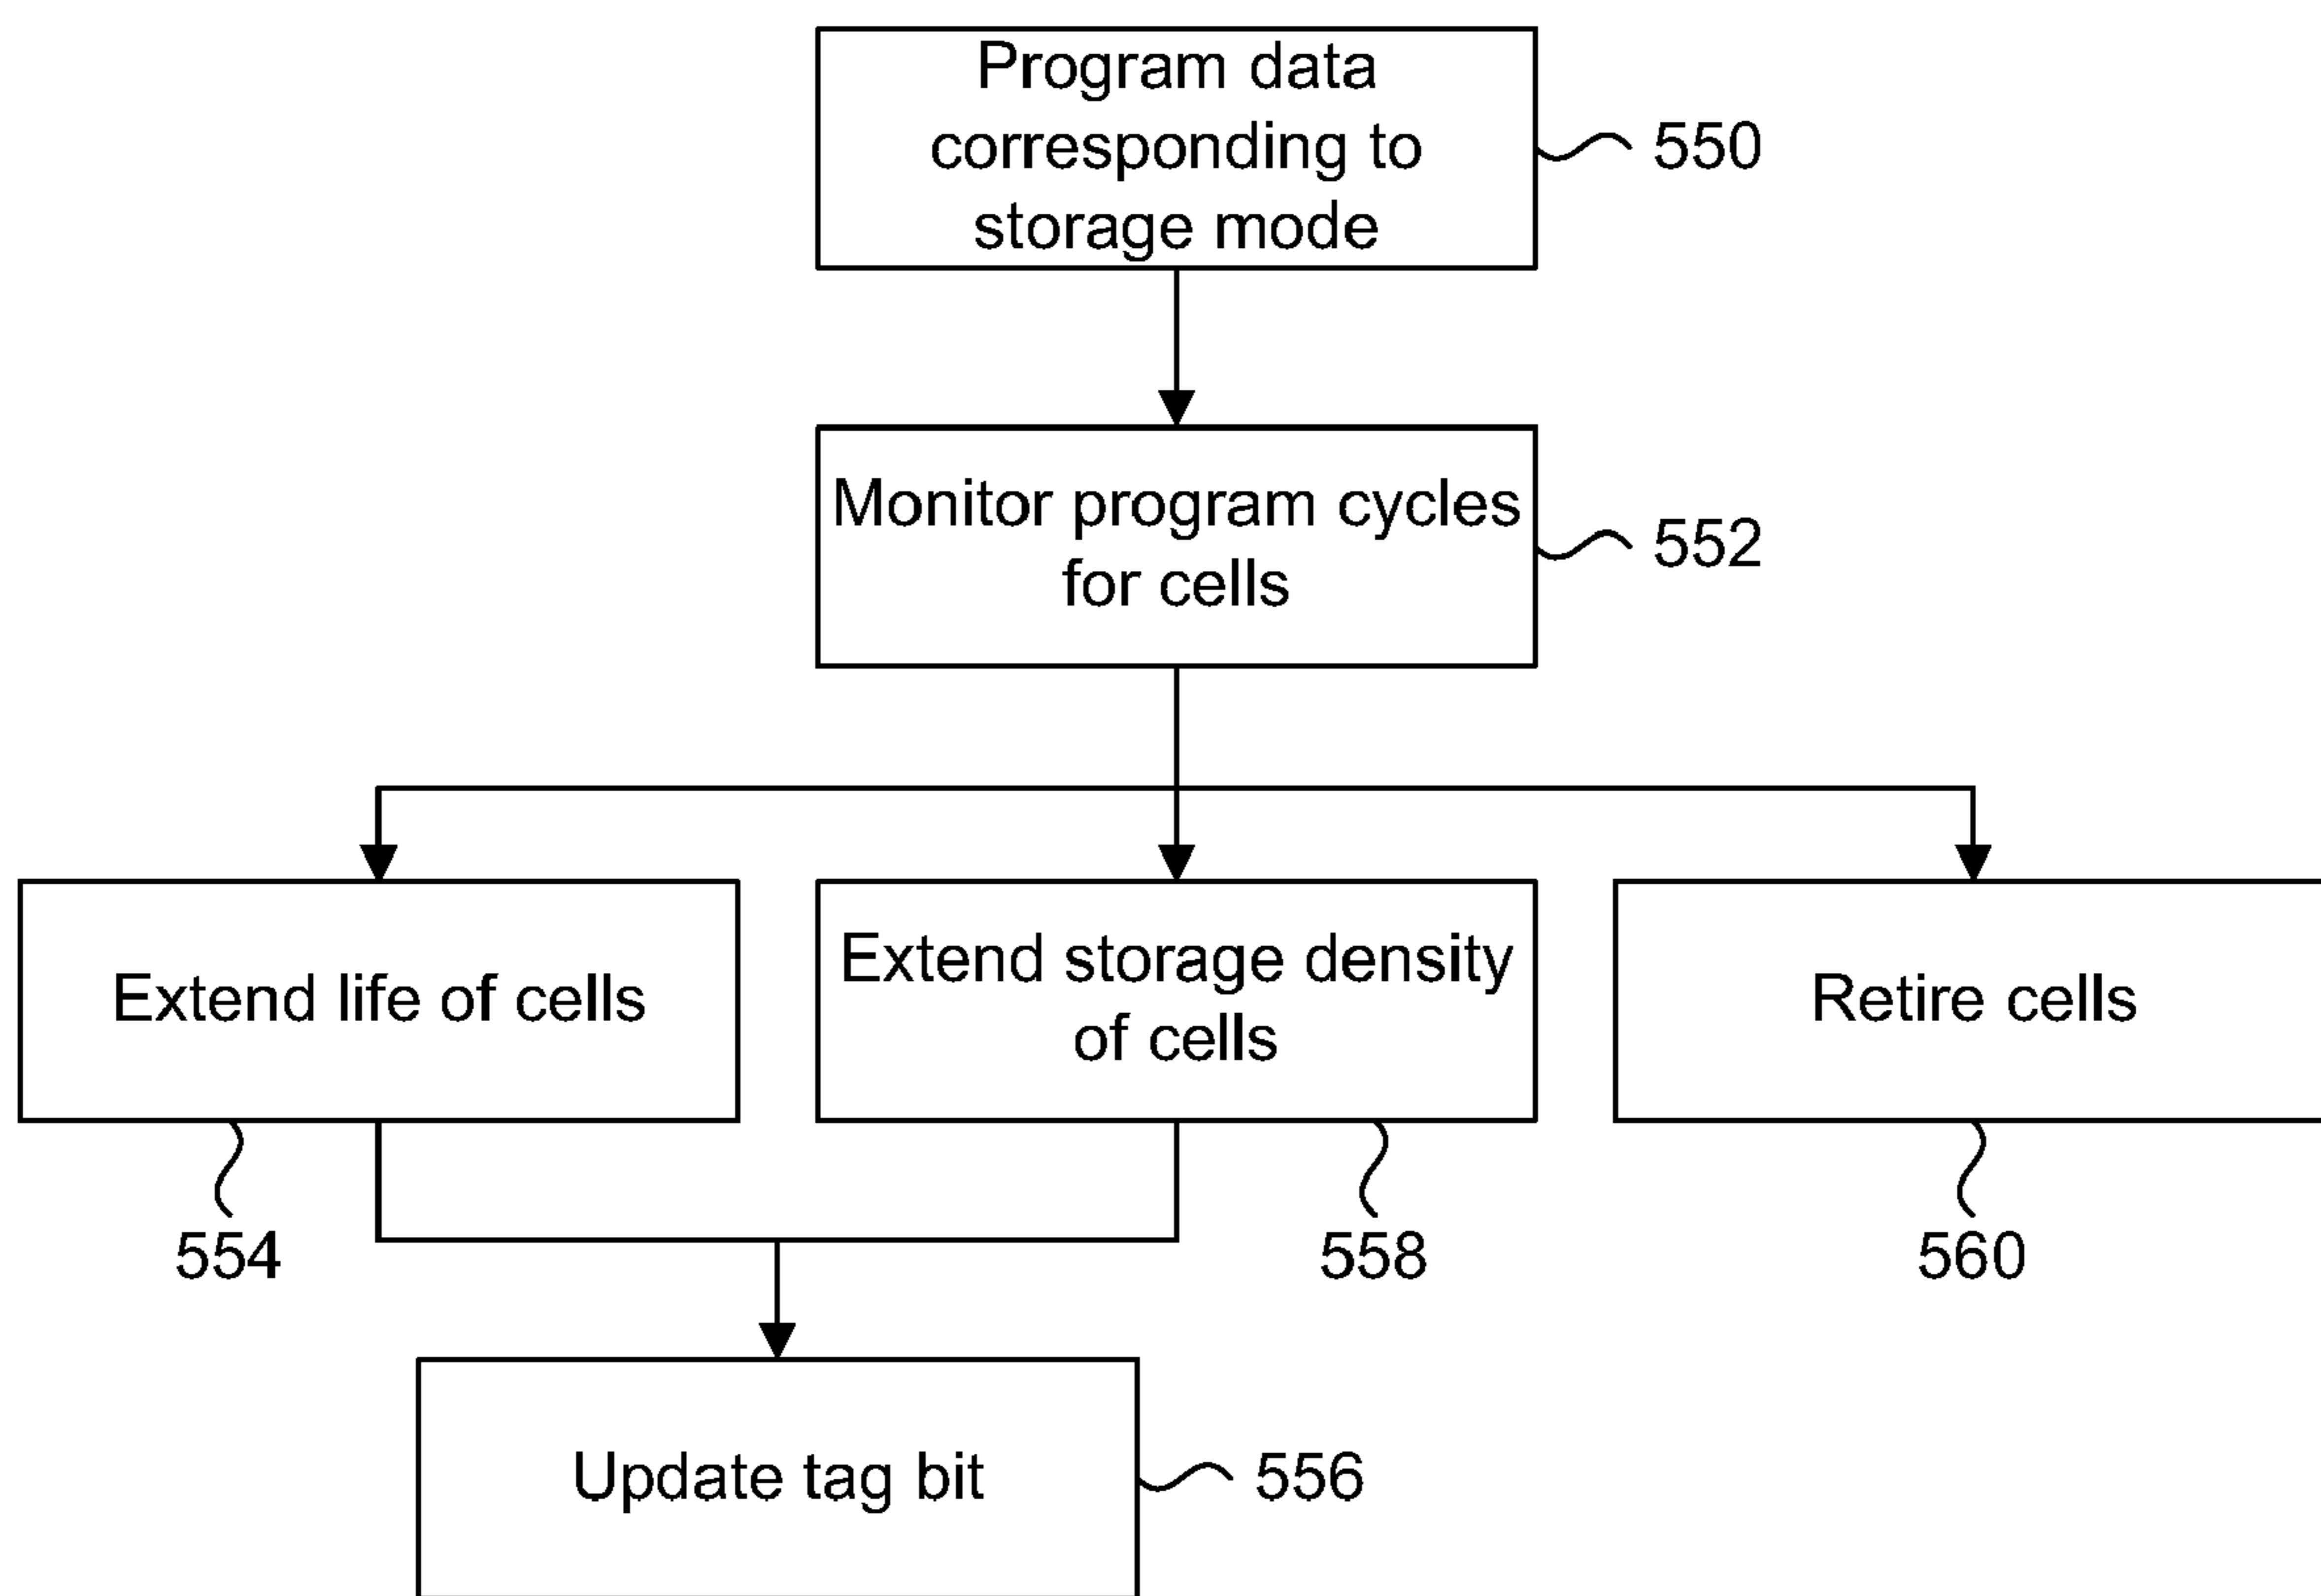 Program data
corresponding to
storage mode
550
Monitor program cycles
for cells
552
Extend life of cells
Extend storage density
of cells
Retire cells
554
558
560
Update tag bit
556